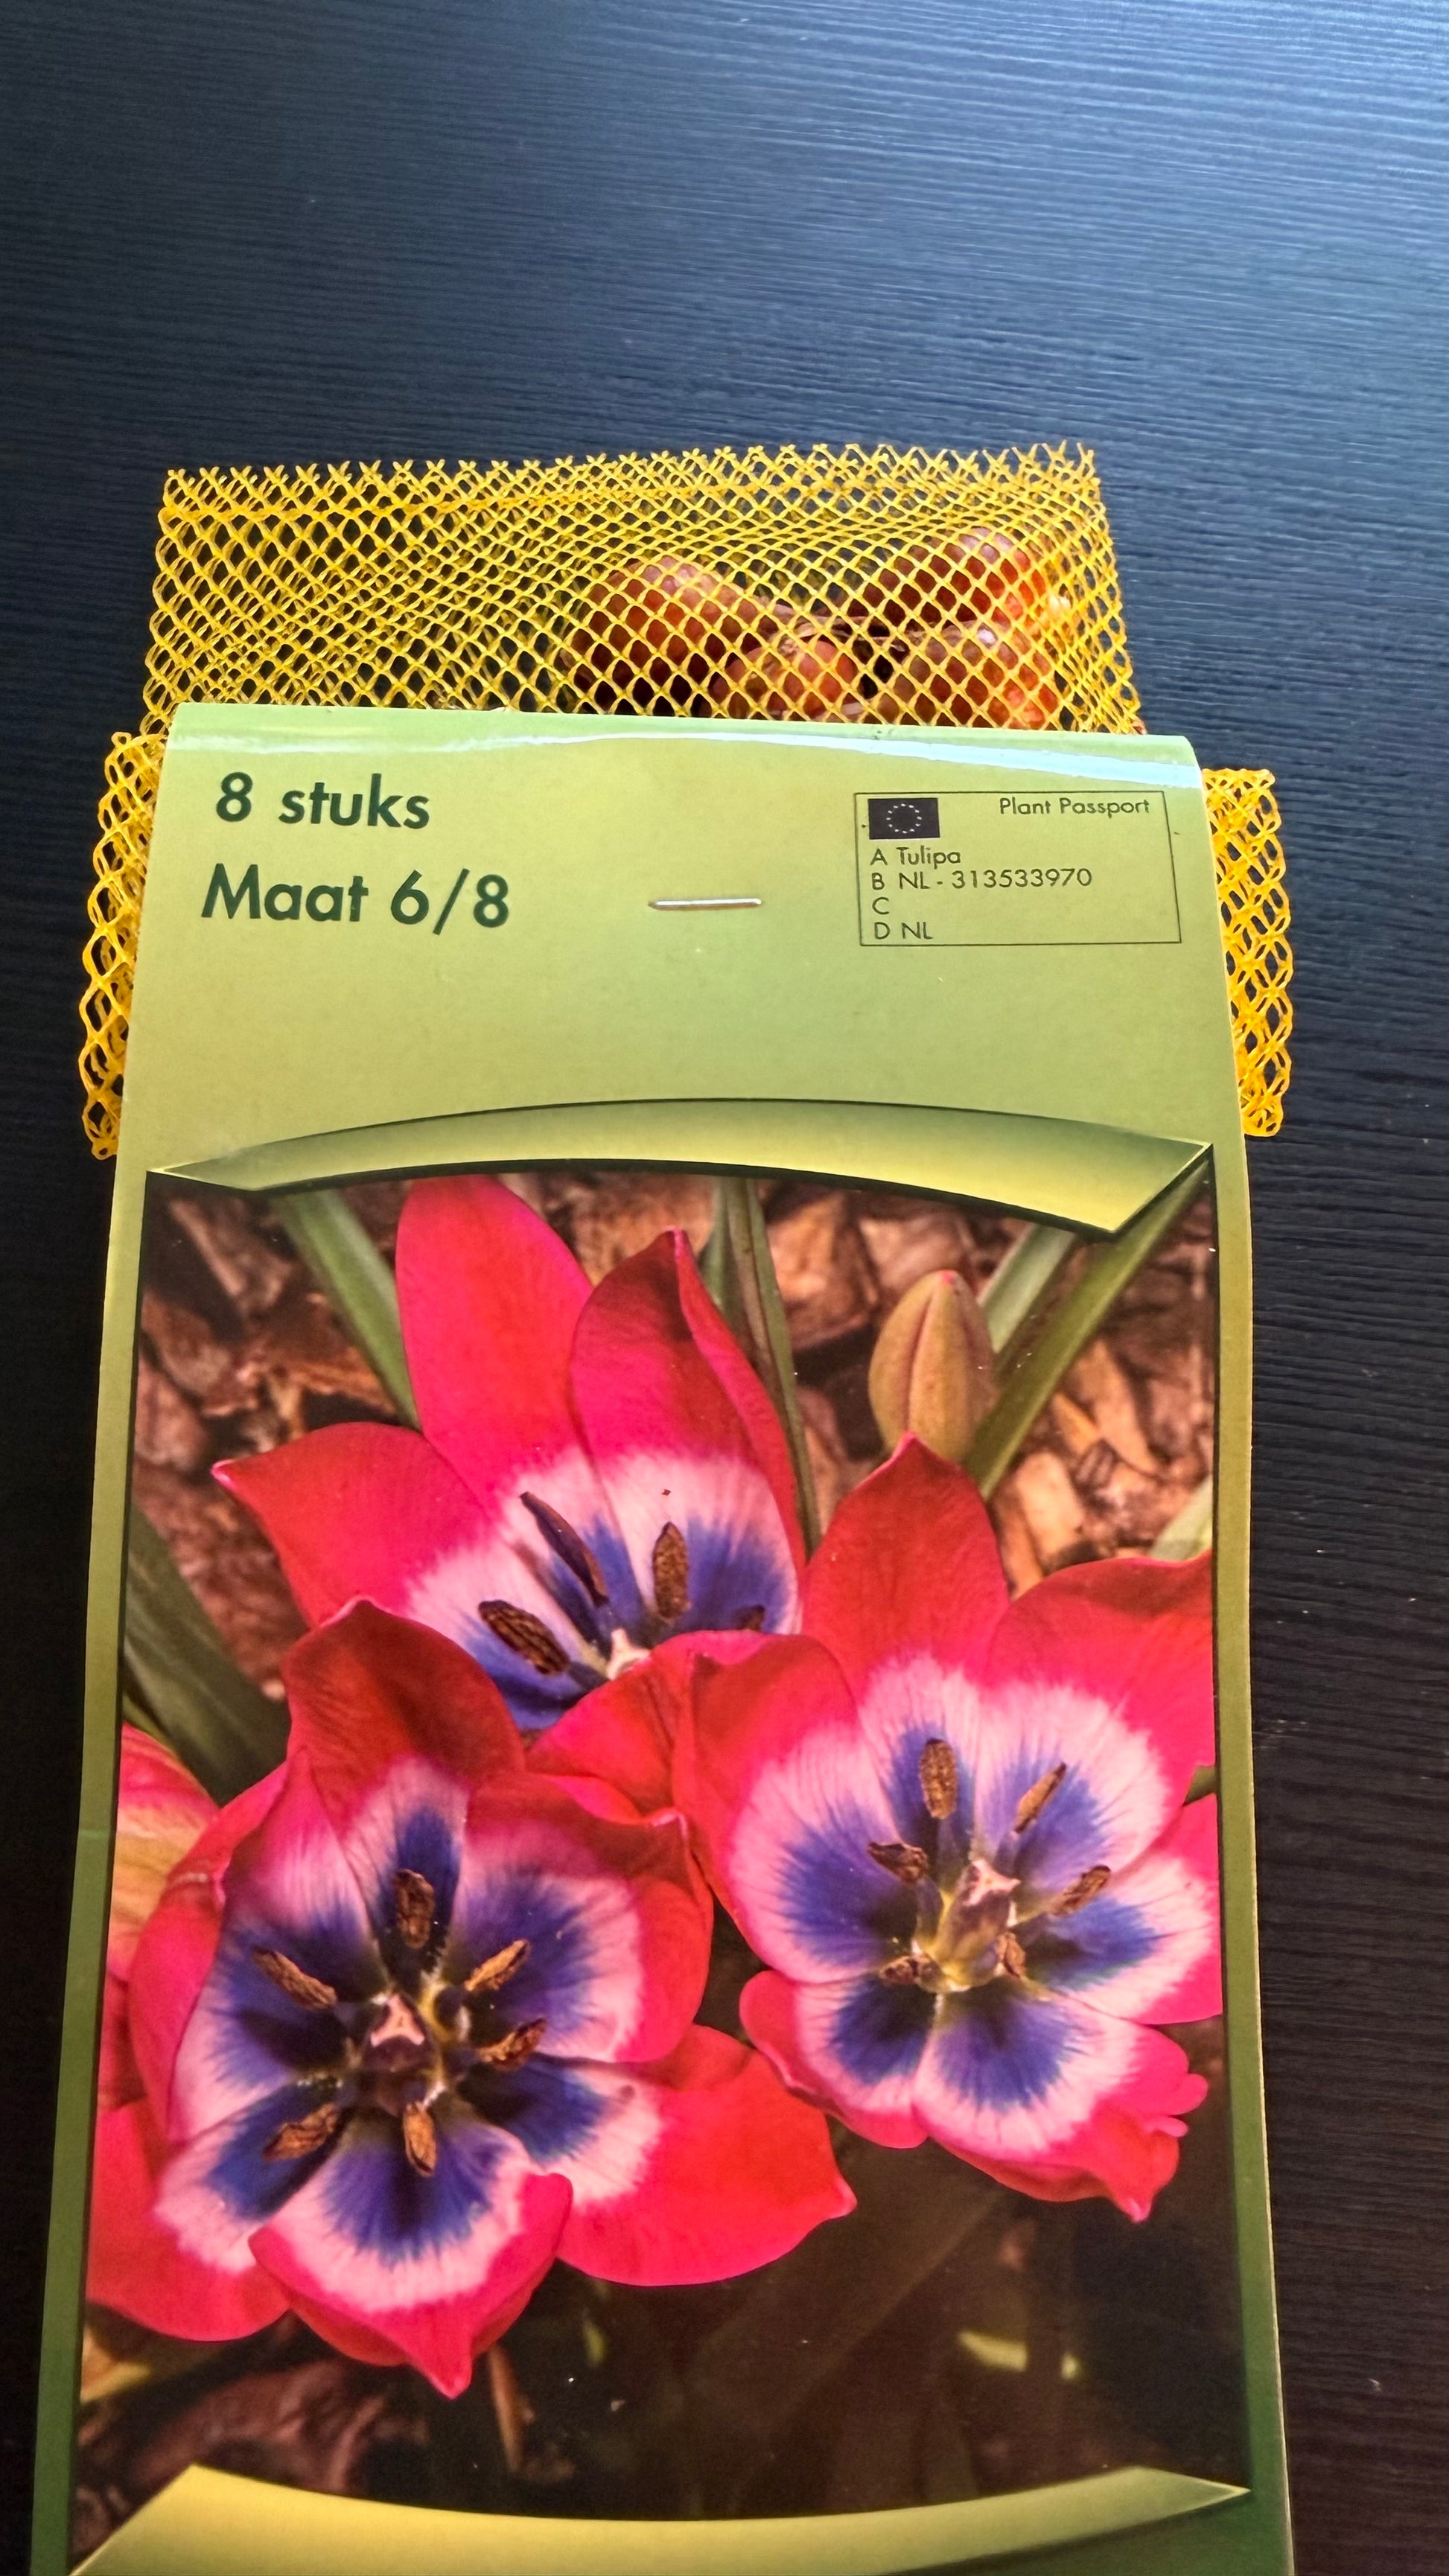 8 stuks
Maat 6/8
Plant Passport
A Tulipa
B NL - 313533970
C
D NL